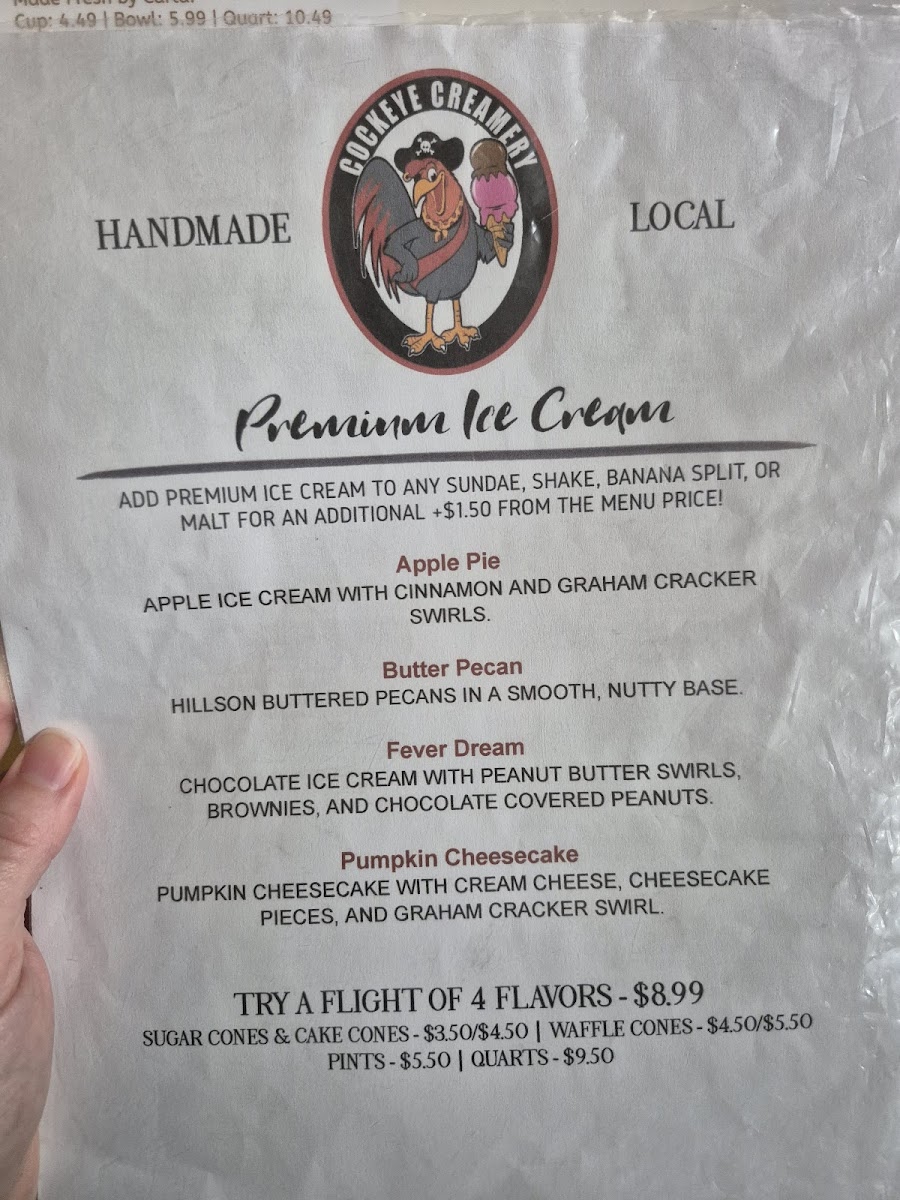 Made Fresh by Cartar
Cup: 4.49 | Bowl: 5.99 | Quart: 10.49
COCKEYE CREAMERY
HANDMADE
LOCAL
Premium Ice Cream
ADD PREMIUM ICE CREAM TO ANY SUNDAE, SHAKE, BANANA SPLIT, OR
MALT FOR AN ADDITIONAL +$1.50 FROM THE MENU PRICE!
Apple Pie
APPLE ICE CREAM WITH CINNAMON AND GRAHAM CRACKER
SWIRLS.
Butter Pecan
HILLSON BUTTERED PECANS IN A SMOOTH, NUTTY BASE.
Fever Dream
CHOCOLATE ICE CREAM WITH PEANUT BUTTER SWIRLS,
BROWNIES, AND CHOCOLATE COVERED PEANUTS.
Pumpkin Cheesecake
PUMPKIN CHEESECAKE WITH CREAM CHEESE, CHEESECAKE
PIECES, AND GRAHAM CRACKER SWIRL.
TRY A FLIGHT OF 4 FLAVORS - $8.99
SUGAR CONES & CAKE CONES - $3.50/$4.50 | WAFFLE CONES - $4.50/$5.50
PINTS - $5.50 | QUARTS - $9.50